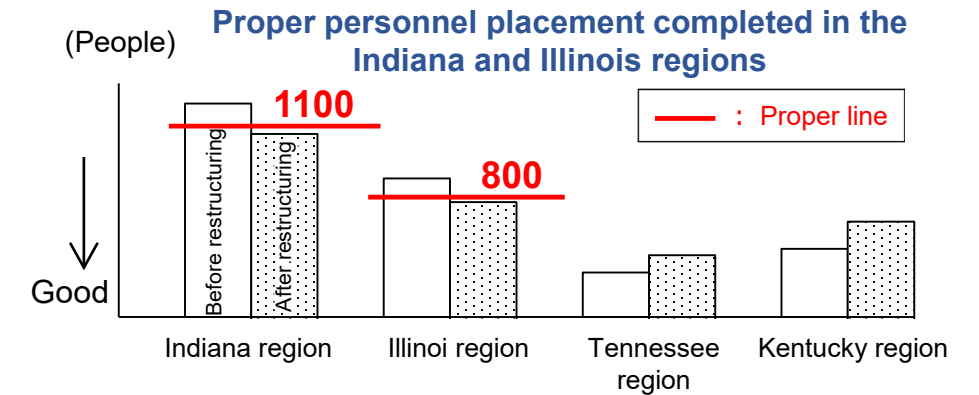 Proper personnel placement completed in the
Indiana and Illinois regions
(People)
1100
: Proper line
800
Before restructuring
After restructuring
Good
Indiana region
Illinoi region
Tennessee
region
Kentucky region